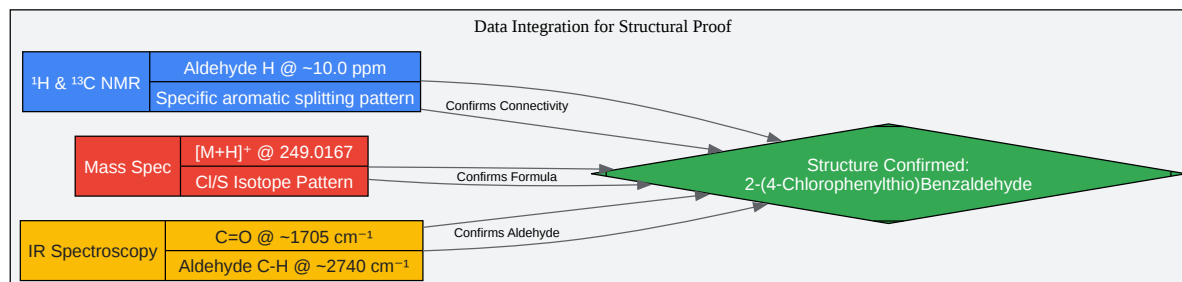 Data Integration for Structural Proof
¹H & ¹³C NMR
Aldehyde H @ ~10.0 ppm
Specific aromatic splitting pattern
Confirms Connectivity
Mass Spec
[M+H]⁺ @ 249.0167
Cl/S Isotope Pattern
Confirms Formula
Structure Confirmed:
2-(4-Chlorophenylthio)Benzaldehyde
IR Spectroscopy
C=O @ ~1705 cm⁻¹
Aldehyde C-H @ ~2740 cm⁻¹
Confirms Aldehyde